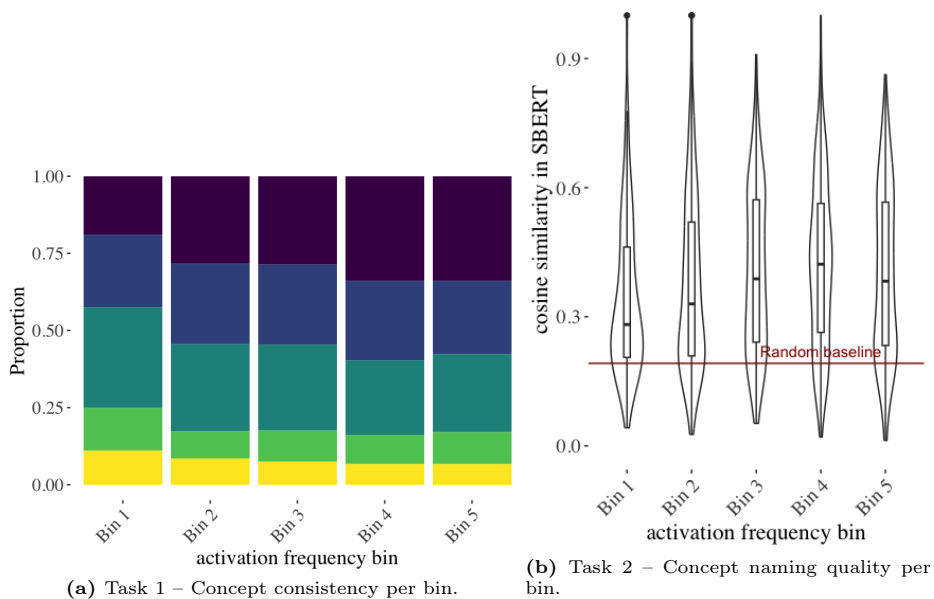 1.00
0.75
0.50
0.25
0.00
Proportion
Bin 1
Bin 2
Bin 3
Bin 4
Bin 5
activation frequency bin
(a) Task 1 – Concept consistency per bin.
0.9
0.6
0.3
0.0
cosine similarity in SBERT
Random baseline
Bin 1
Bin 2
Bin 3
Bin 4
Bin 5
activation frequency bin
(b) Task 2 – Concept naming quality per
bin.